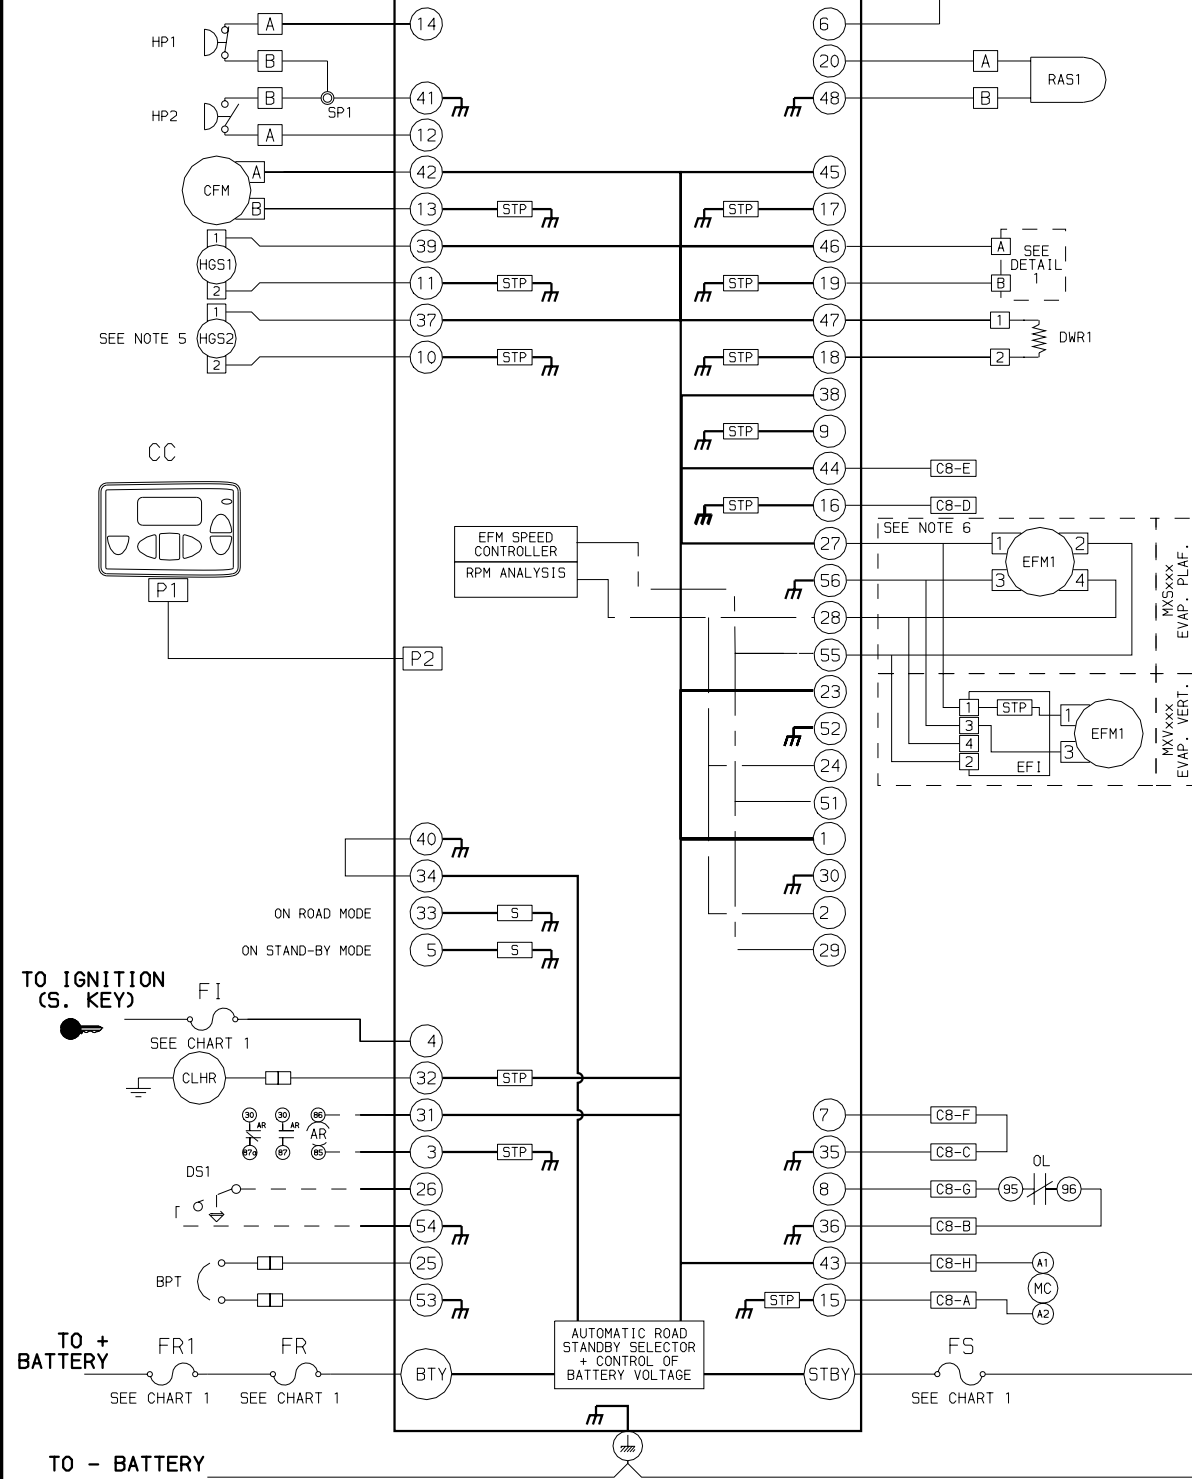 A 14 6
HP1
B 20 A RAS1
B SP1 41 48 B
HP2
A 12
A 42 45
CFM
B 13 STP STP 17
1 39 46 A SEE
HGS1 DETAIL
2 11 STP STP 19 B 1
1 37 47 1
SEE NOTE 5 HGS2 DWR1
2 10 STP STP 18 2
38
STP 9
CC
44 C8-E
STP 16 C8-D
SEE NOTE 6
EFM SPEED
CONTROLLER
27 1 2
EFM1
RPM ANALYSIS
56 3 4
P1
28
MXSxxx
EVAP. PLAF.
P2 55
23
1 STP 1
52 3 EFM1
4 3
24 2 EFI
MXVxxx
EVAP. VERT.
51
40 1
34 30
ON ROAD MODE 33 S 2
ON STAND-BY MODE 5 S 29
TO IGNITION
(S. KEY)
FI
SEE CHART 1
4
CLHR 32 STP
30 30 86 31 7 C8-F
AR AR AR
87a 87 85 3 STP 35 C8-C
DS1 OL
26 8 C8-G 95 96
54 36 C8-B
25 43 C8-H A1
BPT MC
53 STP 15 C8-A A2
TO +
BATTERY
FR1 FR
AUTOMATIC ROAD
STANDBY SELECTOR
+ CONTROL OF
BATTERY VOLTAGE
FS
BTY STBY
SEE CHART 1 SEE CHART 1 SEE CHART 1
TO - BATTERY